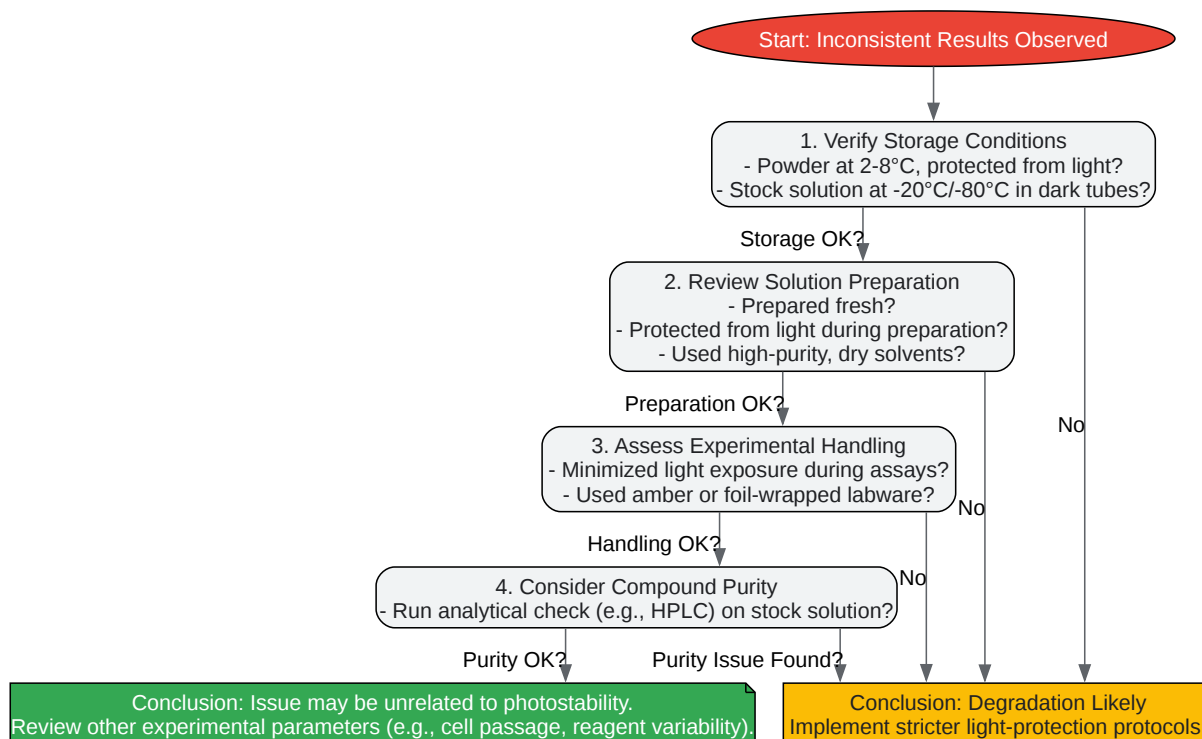 Start: Inconsistent Results Observed
1. Verify Storage Conditions
- Powder at 2-8°C, protected from light?
- Stock solution at -20°C/-80°C in dark tubes?
Storage OK?
2. Review Solution Preparation
- Prepared fresh?
- Protected from light during preparation?
- Used high-purity, dry solvents?
Preparation OK?
No
3. Assess Experimental Handling
- Minimized light exposure during assays?
- Used amber or foil-wrapped labware?
No
Handling OK?
4. Consider Compound Purity
- Run analytical check (e.g., HPLC) on stock solution?
No
Purity OK?
Purity Issue Found?
Conclusion: Issue may be unrelated to photostability.
Review other experimental parameters (e.g., cell passage, reagent variability).
Conclusion: Degradation Likely
Implement stricter light-protection protocols